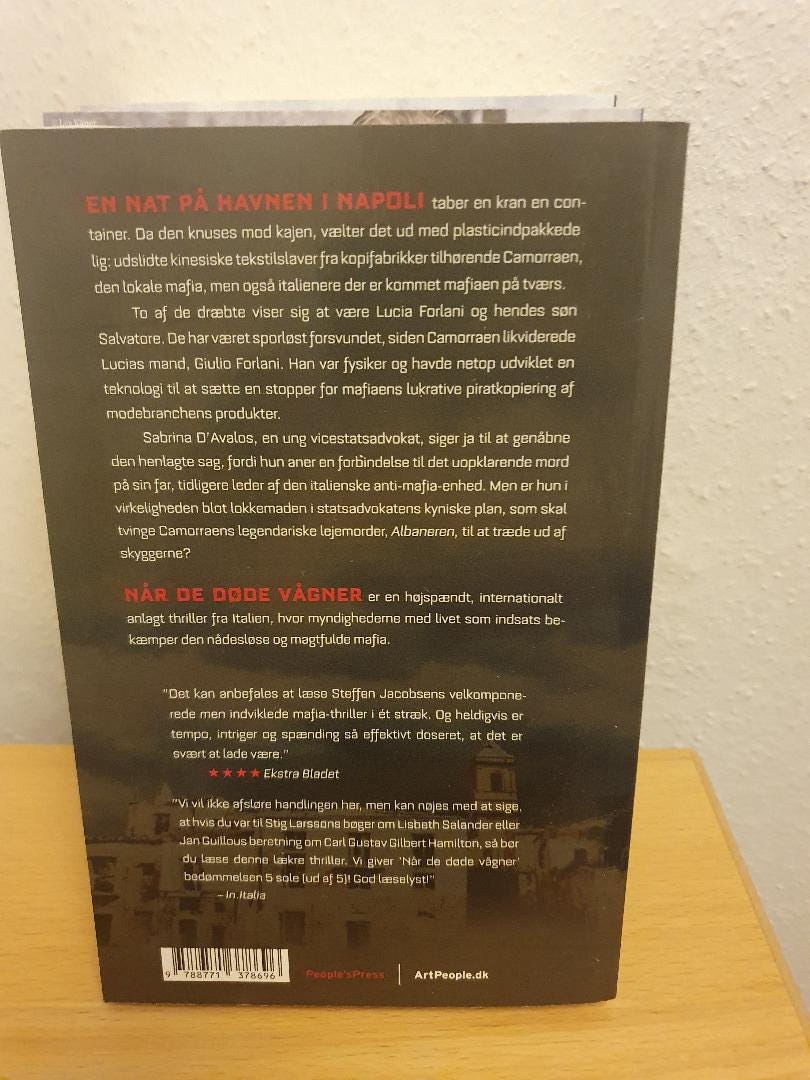 EN NAT PÅ HAVNEN I NAPOLI taber en kran en con-
tainer. Da den knuses mod kajen, vælter det ud med plasticindpakkede
lig: udslidte kinesiske tekstilslaver fra kopifabrikker tilhørende Camorraen,
den lokale mafia, men også italienere der er kommet mafiaen på tværs.
To af de dræbte viser sig at være Lucia Forlani og hendes søn
Salvatore. De har været sporløst forsvundet, siden Camorraen likviderede
Lucias mand, Giulio Forlani. Han var fysiker og havde netop udviklet en
teknologi til at sætte en stopper for mafiaens lukrative piratkopiering af
modebranchens produkter.
Sabrina D'Avalos, en ung vicestatsadvokat, siger ja til at genåbne
den henlagte sag, fordi hun aner en forbindelse til det uopklarende mord
på sin far, tidligere leder af den italienske anti-mafia-enhed. Men er hun i
virkeligheden blot lokkemaden i statsadvokatens kyniske plan, som skal
tvinge Camorraens legendariske lejemorder, Albaneren, til at træde ud af
skyggerne?
NÅR DE DØDE VÅGNER er en højspændt, internationalt
anlagt thriller fra Italien, hvor myndighederne med livet som indsats be-
kæmper den nådesløse og magtfulde mafia.
"Det kan anbefales at læse Steffen Jacobsens velkompone-
rede men indviklede mafia-thriller i ét stræk. Og heldigvis er
tempo, intriger og spænding så effektivt doseret, at det er
svært at lade være."
★★★★ Ekstra Bladet
"Vi vil ikke afsløre handlingen her, men kan nøjes med at sige,
at hvis du var til Stig Larssons bøger om Lisbeth Salander eller
Jan Guillous beretning om Carl Gustav Gilbert Hamilton, så bør
du læse denne lækre thriller. Vi giver 'Når de døde vågner'
bedømmelsen 5 sole (ud af 5)! God læselyst!"
– In.Italia
9 788771 378696
People'sPress | ArtPeople.dk